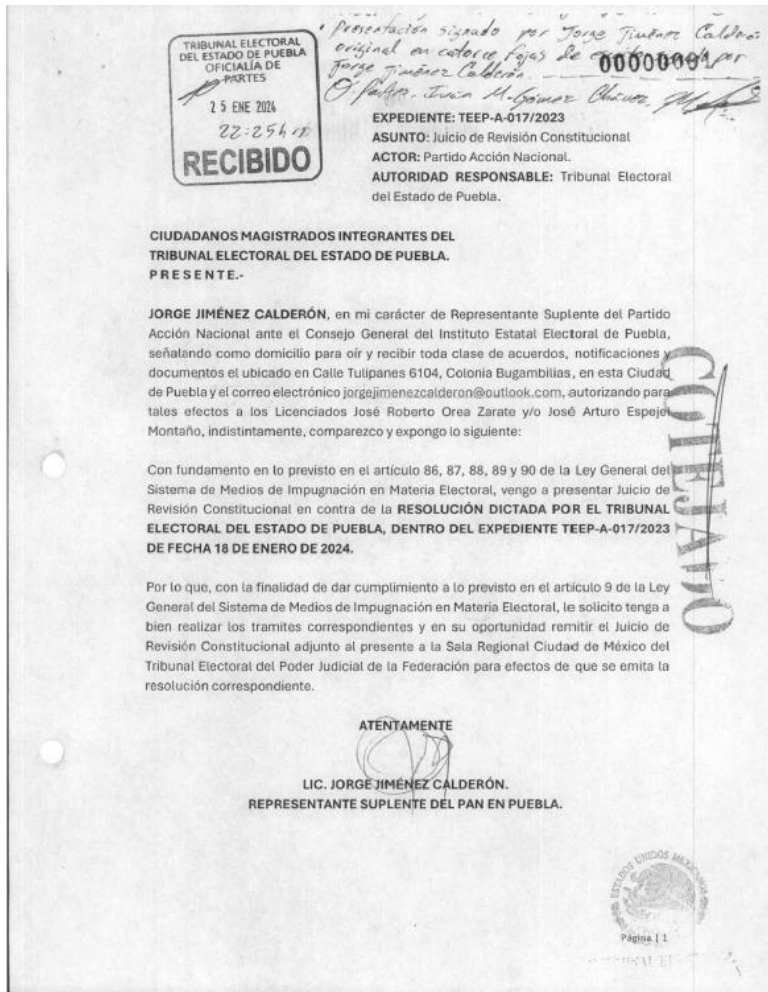 Presentación signado por Jorge Jiménez Calderón
original en catorce fojas de escrito por
Jorge Jiménez Calderón.
O. Partes. Iván M. Gómez Chávez.
TRIBUNAL ELECTORAL
DEL ESTADO DE PUEBLA
OFICIALÍA DE
PARTES
25 ENE 2024
22:25h
RECIBIDO
EXPEDIENTE: TEEP-A-017/2023
ASUNTO: Juicio de Revisión Constitucional
ACTOR: Partido Acción Nacional.
AUTORIDAD RESPONSABLE: Tribunal Electoral
del Estado de Puebla.
CIUDADANOS MAGISTRADOS INTEGRANTES DEL
TRIBUNAL ELECTORAL DEL ESTADO DE PUEBLA.
P R E S E N T E.-
JORGE JIMÉNEZ CALDERÓN, en mi carácter de Representante Suplente del Partido
Acción Nacional ante el Consejo General del Instituto Estatal Electoral de Puebla,
señalando como domicilio para oír y recibir toda clase de acuerdos, notificaciones y
documentos el ubicado en Calle Tulipanes 6104, Colonia Bugambilias, en esta Ciudad
de Puebla y el correo electrónico jorgejimenezcalderon@outlook.com, autorizando para
tales efectos a los Licenciados José Roberto Orea Zarate y/o José Arturo Espejel
Montaño, indistintamente, comparezco y expongo lo siguiente:
Con fundamento en lo previsto en el artículo 86, 87, 88, 89 y 90 de la Ley General del
Sistema de Medios de Impugnación en Materia Electoral, vengo a presentar Juicio de
Revisión Constitucional en contra de la RESOLUCIÓN DICTADA POR EL TRIBUNAL
ELECTORAL DEL ESTADO DE PUEBLA, DENTRO DEL EXPEDIENTE TEEP-A-017/2023
DE FECHA 18 DE ENERO DE 2024.
Por lo que, con la finalidad de dar cumplimiento a lo previsto en el artículo 9 de la Ley
General del Sistema de Medios de Impugnación en Materia Electoral, le solicito tenga a
bien realizar los tramites correspondientes y en su oportunidad remitir el Juicio de
Revisión Constitucional adjunto al presente a la Sala Regional Ciudad de México del
Tribunal Electoral del Poder Judicial de la Federación para efectos de que se emita la
resolución correspondiente.
COTEJADO
ATENTAMENTE
LIC. JORGE JIMÉNEZ CALDERÓN.
REPRESENTANTE SUPLENTE DEL PAN EN PUEBLA.
ESTADOS UNIDOS MEXICANOS
Página | 1